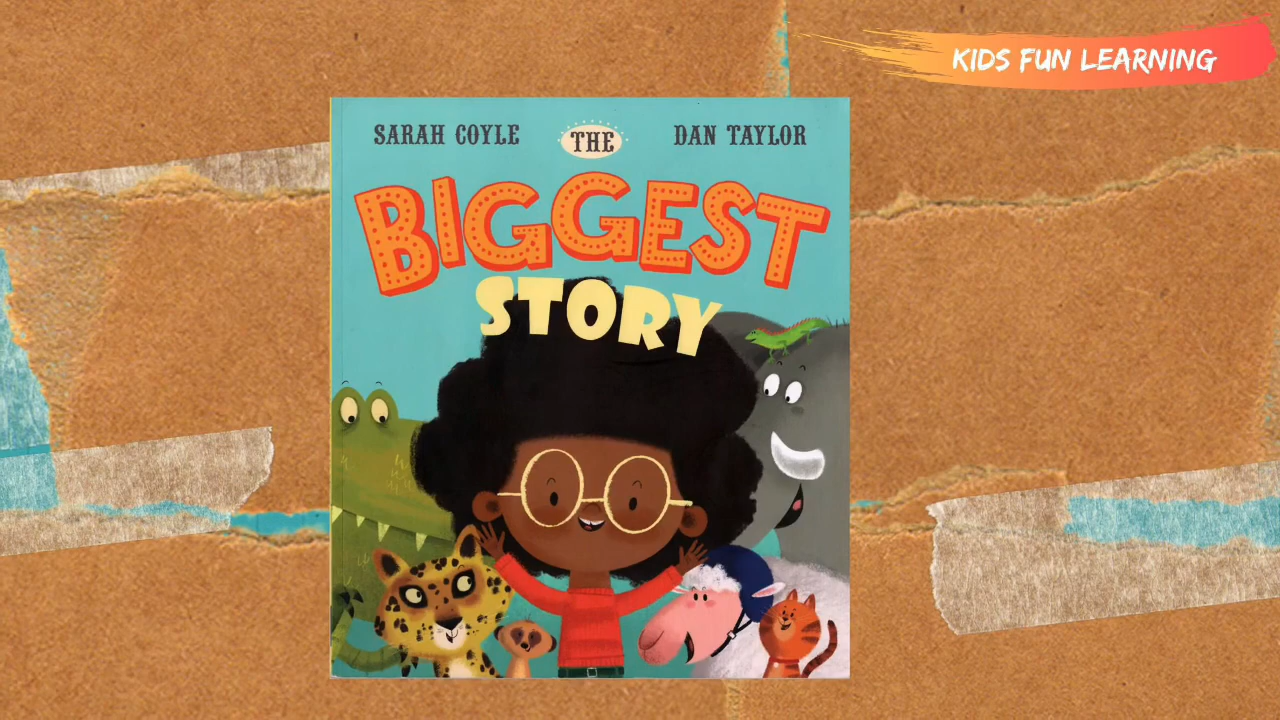 KIDS FUN LEARNING
SARAH COYLE THE DAN TAYLOR
BIGGEST
STORY